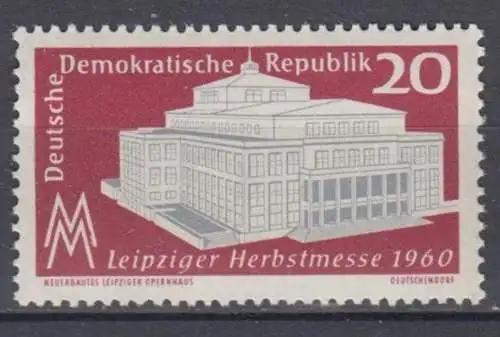 Deutsche
Demokratische Republik 20
MM
Leipziger Herbstmesse 1960
NEUERBAUTES LEIPZIGER OPERNHAUS
DEUTSCHENDORF